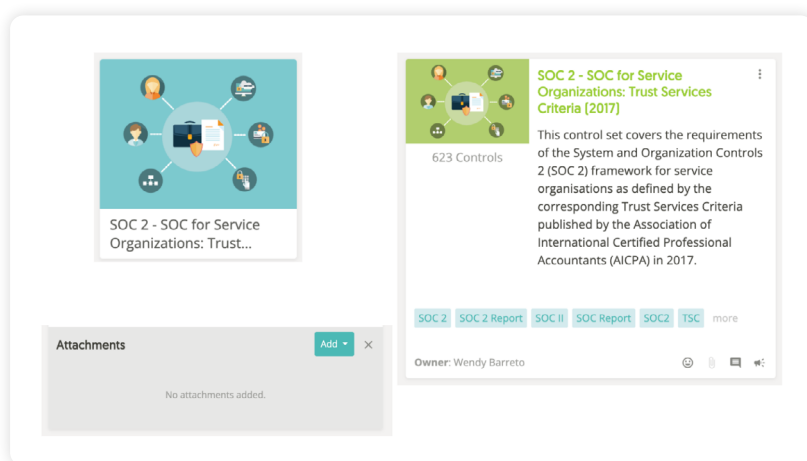 SOC 2 - SOC for Service
Organizations: Trust...
Attachments
Add
No attachments added.
623 Controls
SOC 2 - SOC for Service
Organizations: Trust Services
Criteria (2017)
This control set covers the requirements
of the System and Organization Controls
2 (SOC 2) framework for service
organisations as defined by the
corresponding Trust Services Criteria
published by the Association of
International Certified Professional
Accountants (AICPA) in 2017.
SOC 2 SOC 2 Report SOC II SOC Report SOC2 TSC more
Owner: Wendy Barreto